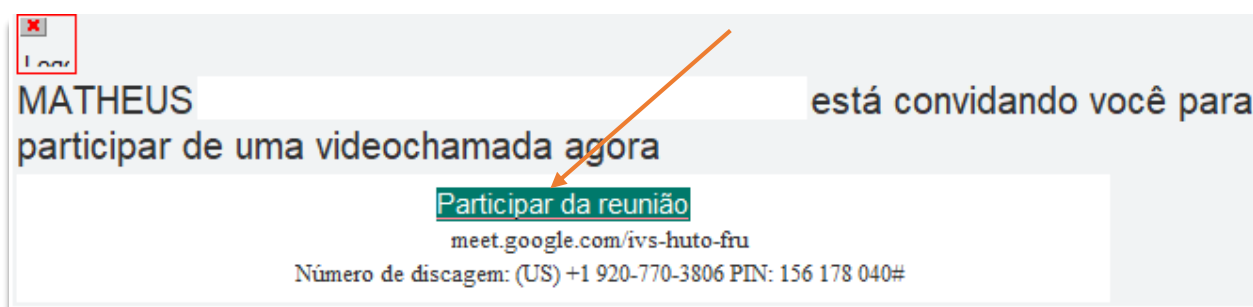 MATHEUS está convidando você para
participar de uma videochamada agora
Participar da reunião
meet.google.com/ivs-huto-fru
Número de discagem: (US) +1 920-770-3806 PIN: 156 178 040#